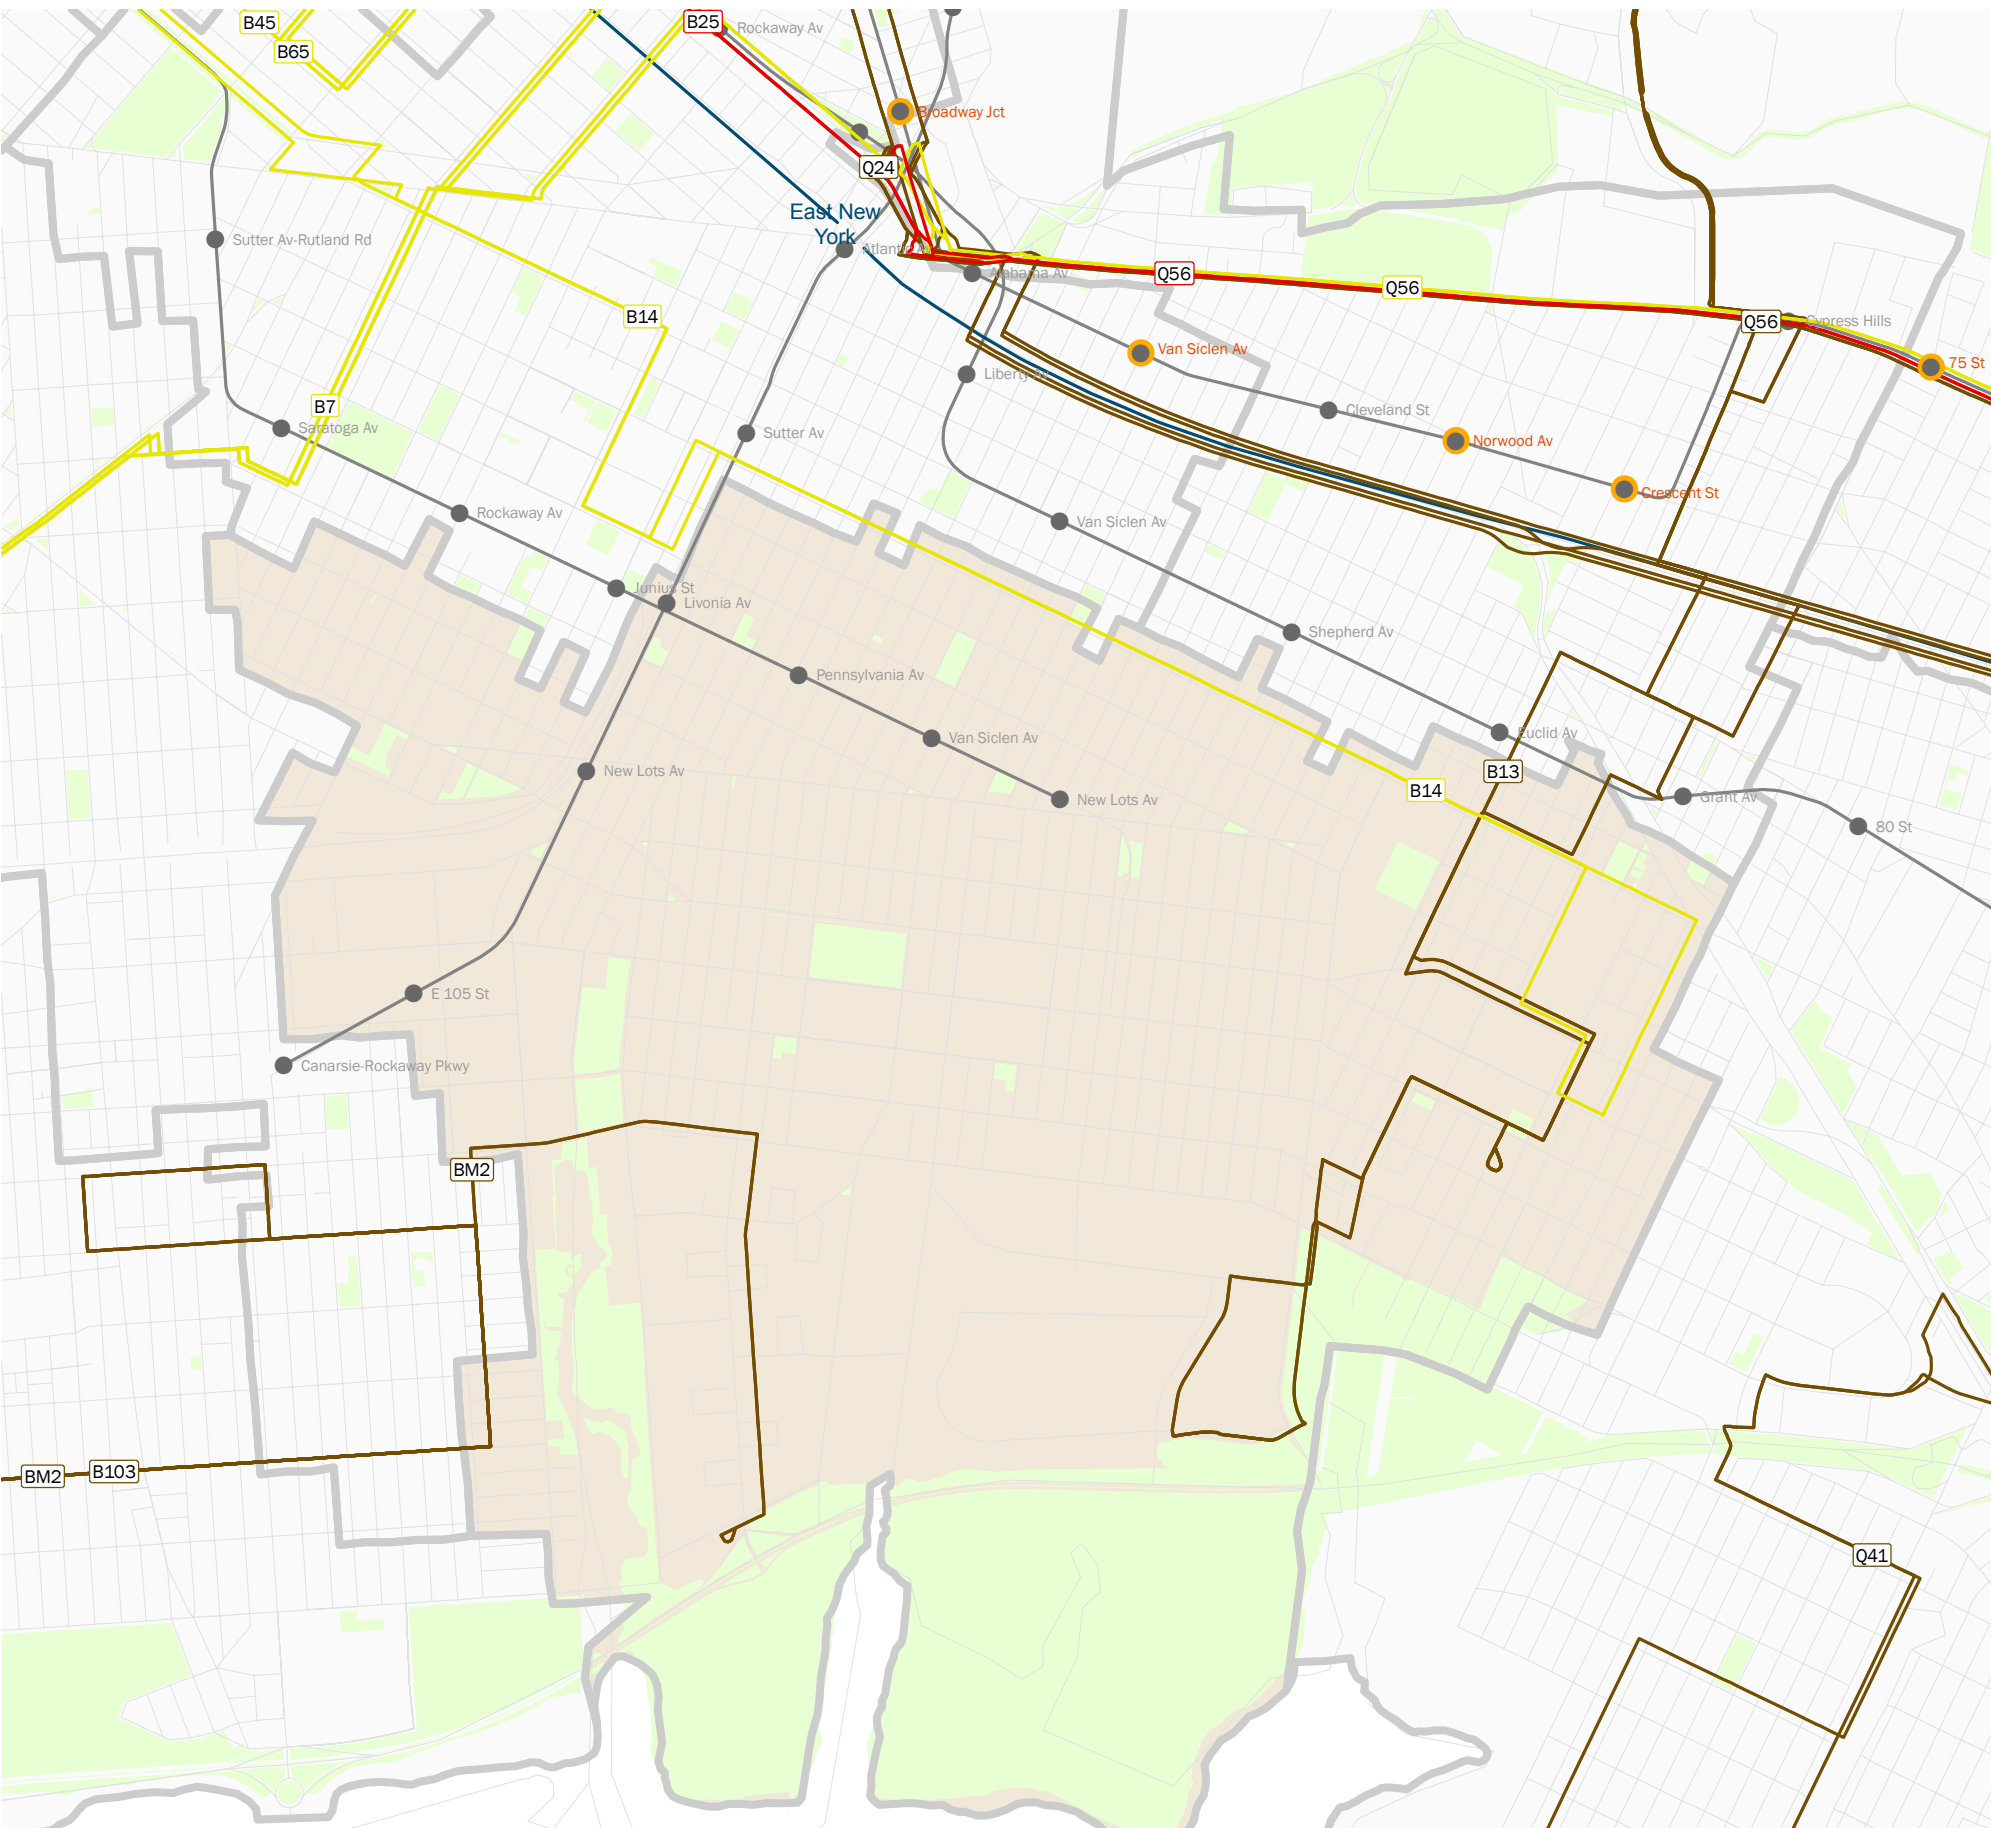 B45
B25
Rockaway Av
B65
Broadway Jct
Q24
East New
York
Sutter Av-Rutland Rd
Atlantic Av
Alabama Av
Q56
Q56
B14
Q56
Cypress Hills
Van Siclen Av
75 St
Liberty Av
B7
Cleveland St
Saratoga Av
Sutter Av
Norwood Av
Crescent St
Rockaway Av
Van Siclen Av
Junius St
Livonia Av
Shepherd Av
Pennsylvania Av
Van Siclen Av
Euclid Av
New Lots Av
B13
B14
New Lots Av
Grant Av
80 St
E 105 St
Canarsie-Rockaway Pkwy
BM2
BM2
B103
Q41